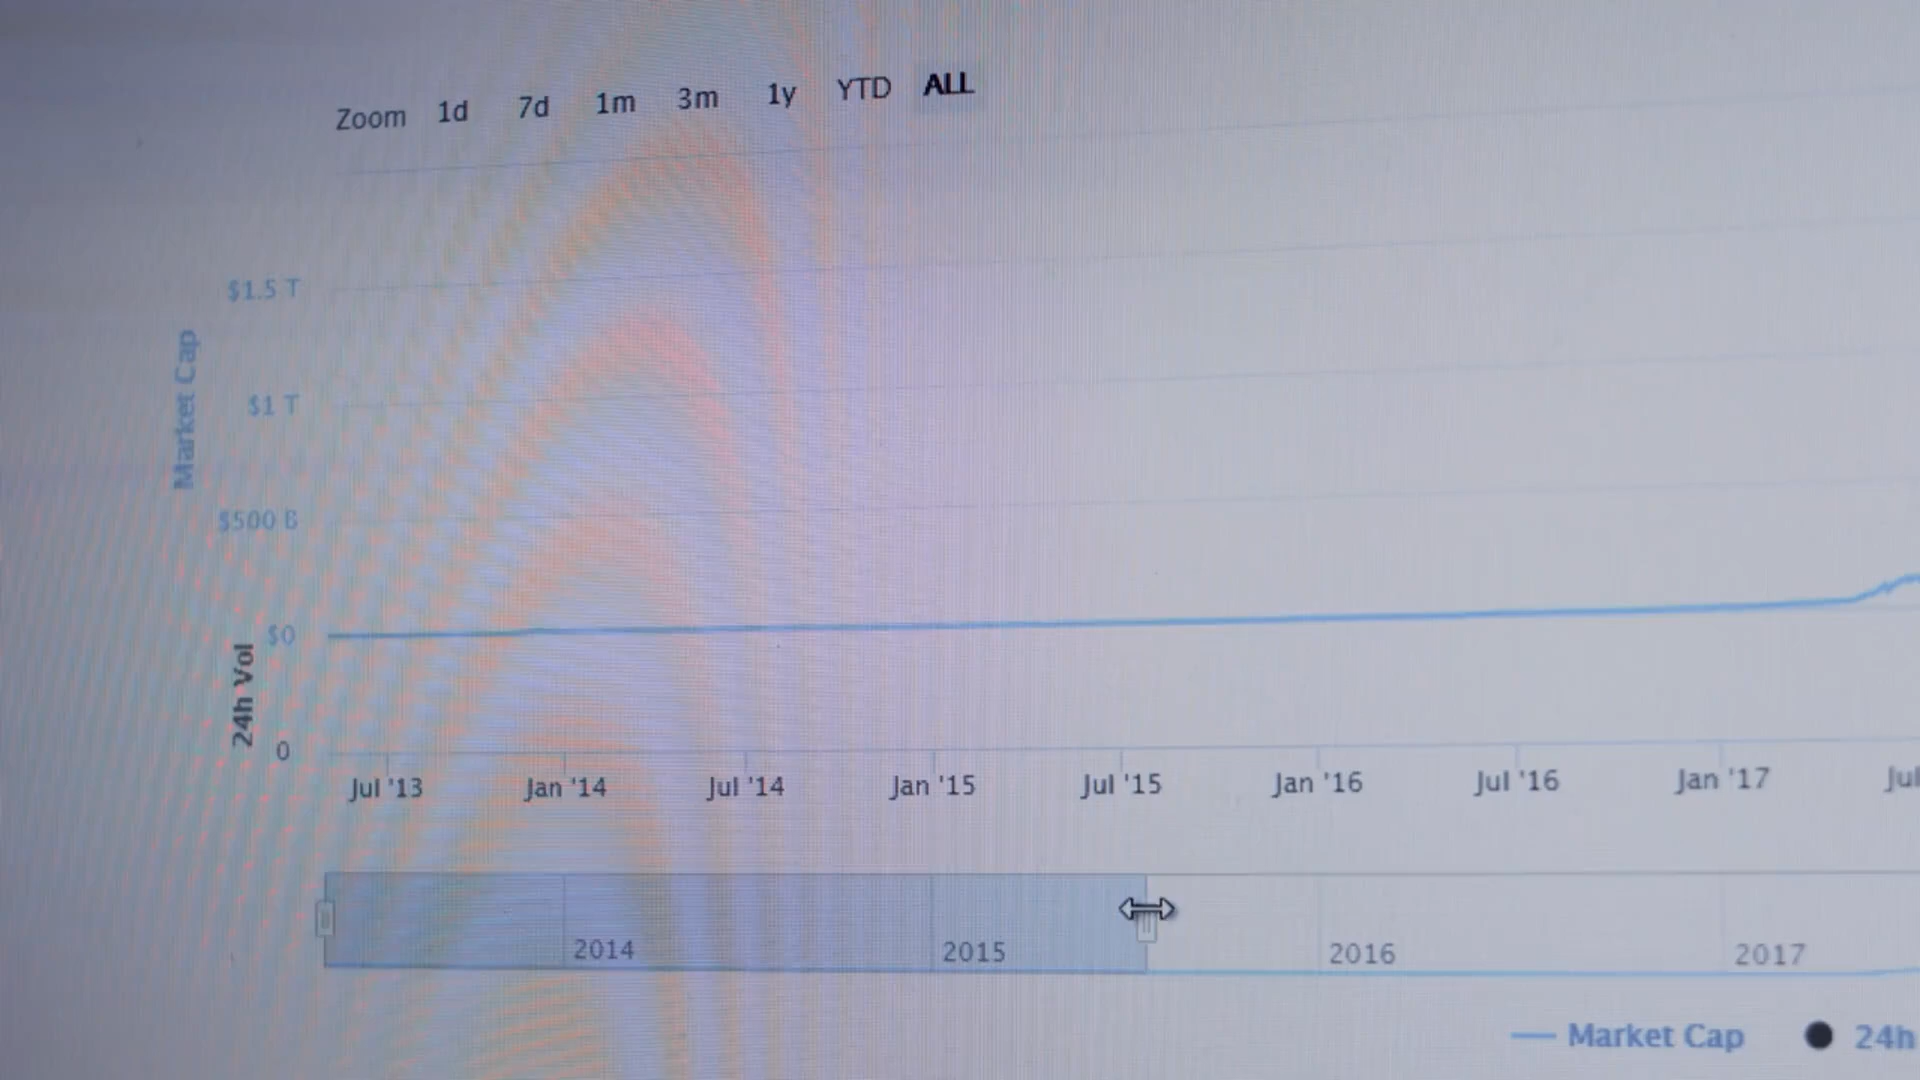 Zoom 1d 7d 1m 3m 1y YTD ALL
$1.5 T
Market Cap
$1 T
$500 B
$0
24h Vol
0
Jul '13 Jan '14 Jul '14 Jan '15 Jul '15 Jan '16 Jul '16 Jan '17 Jul
2014 2015 2016 2017
Market Cap 24h